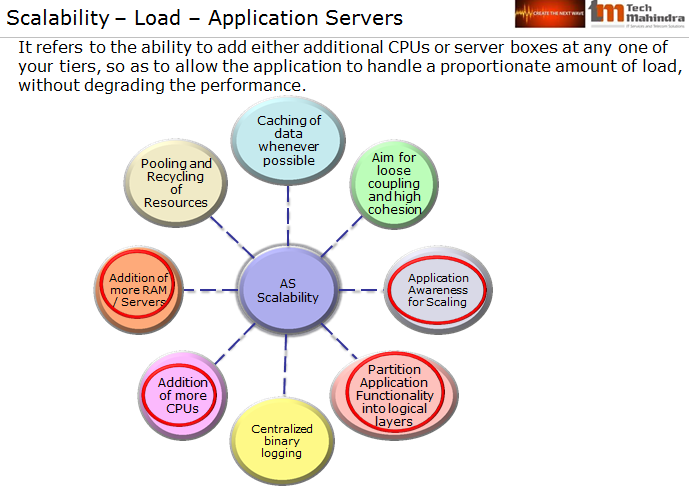 Scalability – Load – Application Servers
CREATE THE NEXT WAVE
tm Tech
Mahindra
It refers to the ability to add either additional CPUs or server boxes at any one of
your tiers, so as to allow the application to handle a proportionate amount of load,
without degrading the performance.
Caching of
data
whenever
possible
Pooling and
Recycling
of
Resources
Aim for
loose
coupling
and high
cohesion
Addition of
more RAM
/ Servers
AS
Scalability
Application
Awareness
for Scaling
Addition
of more
CPUs
Partition
Application
Functionality
into logical
layers
Centralized
binary
logging